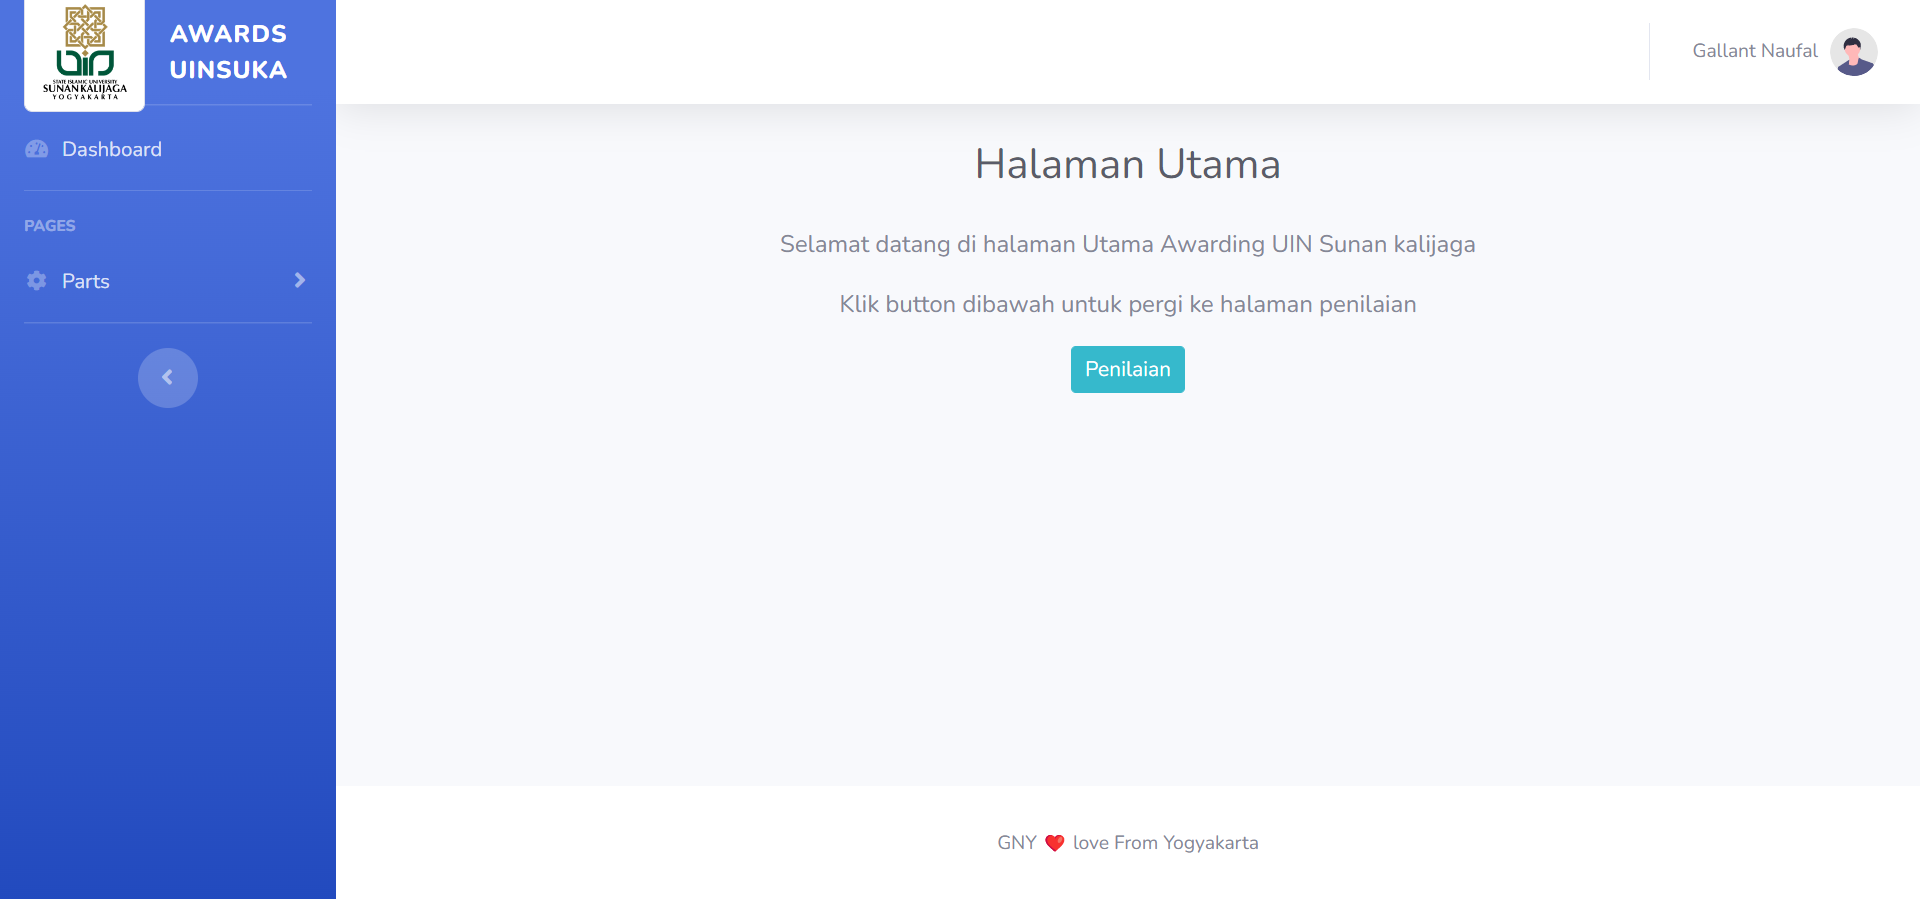 STATE ISLAMIC UNIVERSITY
SUNAN KALIJAGA
YOGYAKARTA
AWARDS
UINSUKA
Dashboard
PAGES
Parts
Gallant Naufal
Halaman Utama
Selamat datang di halaman Utama Awarding UIN Sunan kalijaga
Klik button dibawah untuk pergi ke halaman penilaian
Penilaian
GNY ❤️ love From Yogyakarta